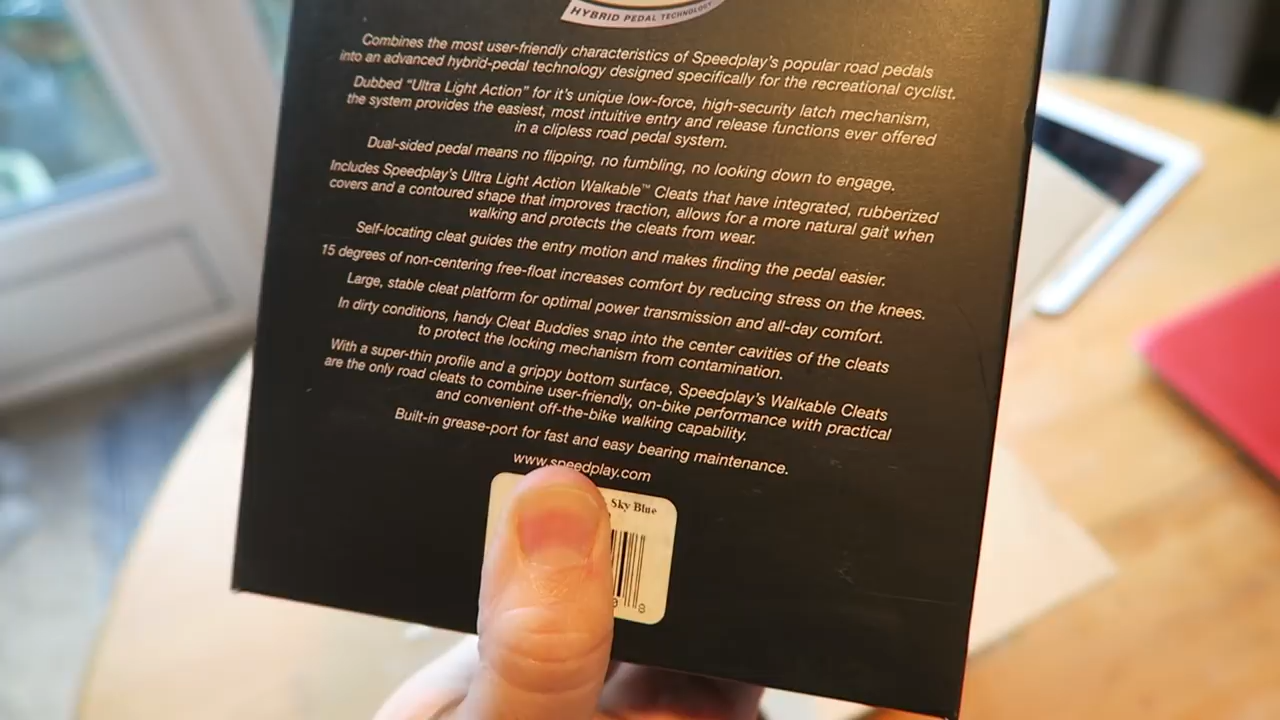 HYBRID PEDAL TECHNOLOGY
Combines the most user-friendly characteristics of Speedplay's popular road pedals
into an advanced hybrid-pedal technology designed specifically for the recreational cyclist.
Dubbed "Ultra Light Action" for it's unique low-force, high-security latch mechanism,
the system provides the easiest, most intuitive entry and release functions ever offered
in a clipless road pedal system.
Dual-sided pedal means no flipping, no fumbling, no looking down to engage.
Includes Speedplay's Ultra Light Action Walkable™ Cleats that have integrated, rubberized
covers and a contoured shape that improves traction, allows for a more natural gait when
walking and protects the cleats from wear.
Self-locating cleat guides the entry motion and makes finding the pedal easier.
15 degrees of non-centering free-float increases comfort by reducing stress on the knees.
Large, stable cleat platform for optimal power transmission and all-day comfort.
In dirty conditions, handy Cleat Buddies snap into the center cavities of the cleats
to protect the locking mechanism from contamination.
With a super-thin profile and a grippy bottom surface, Speedplay's Walkable Cleats
are the only road cleats to combine user-friendly, on-bike performance with practical
and convenient off-the-bike walking capability.
Built-in grease-port for fast and easy bearing maintenance.
www.speedplay.com
Sky Blue
8